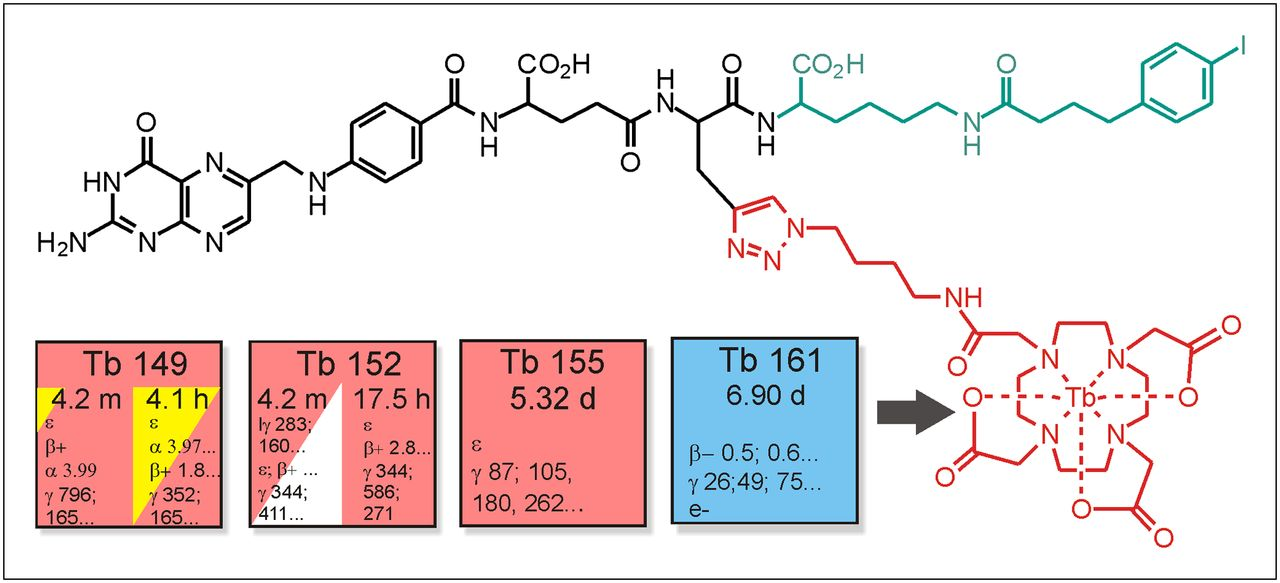 O
CO₂H
O
CO₂H
O
I
H
N
N
H
O
N
H
N
H
O
O
HN
N
N
H
H₂N
N
N
N
N
N
NH
O
O
O
N
N
O
Tb
O
O
N
N
O
O
Tb 149
4.2 m
ε
β+
α 3.99
γ 796;
165...
4.1 h
ε
α 3.97...
β+ 1.8...
γ 352;
165...
Tb 152
4.2 m
Iγ 283;
160...
ε; β+ ...
γ 344;
411...
17.5 h
ε
β+ 2.8...
γ 344;
586;
271
Tb 155
5.32 d
ε
γ 87; 105,
180, 262...
Tb 161
6.90 d
β− 0.5; 0.6...
γ 26;49; 75...
e-